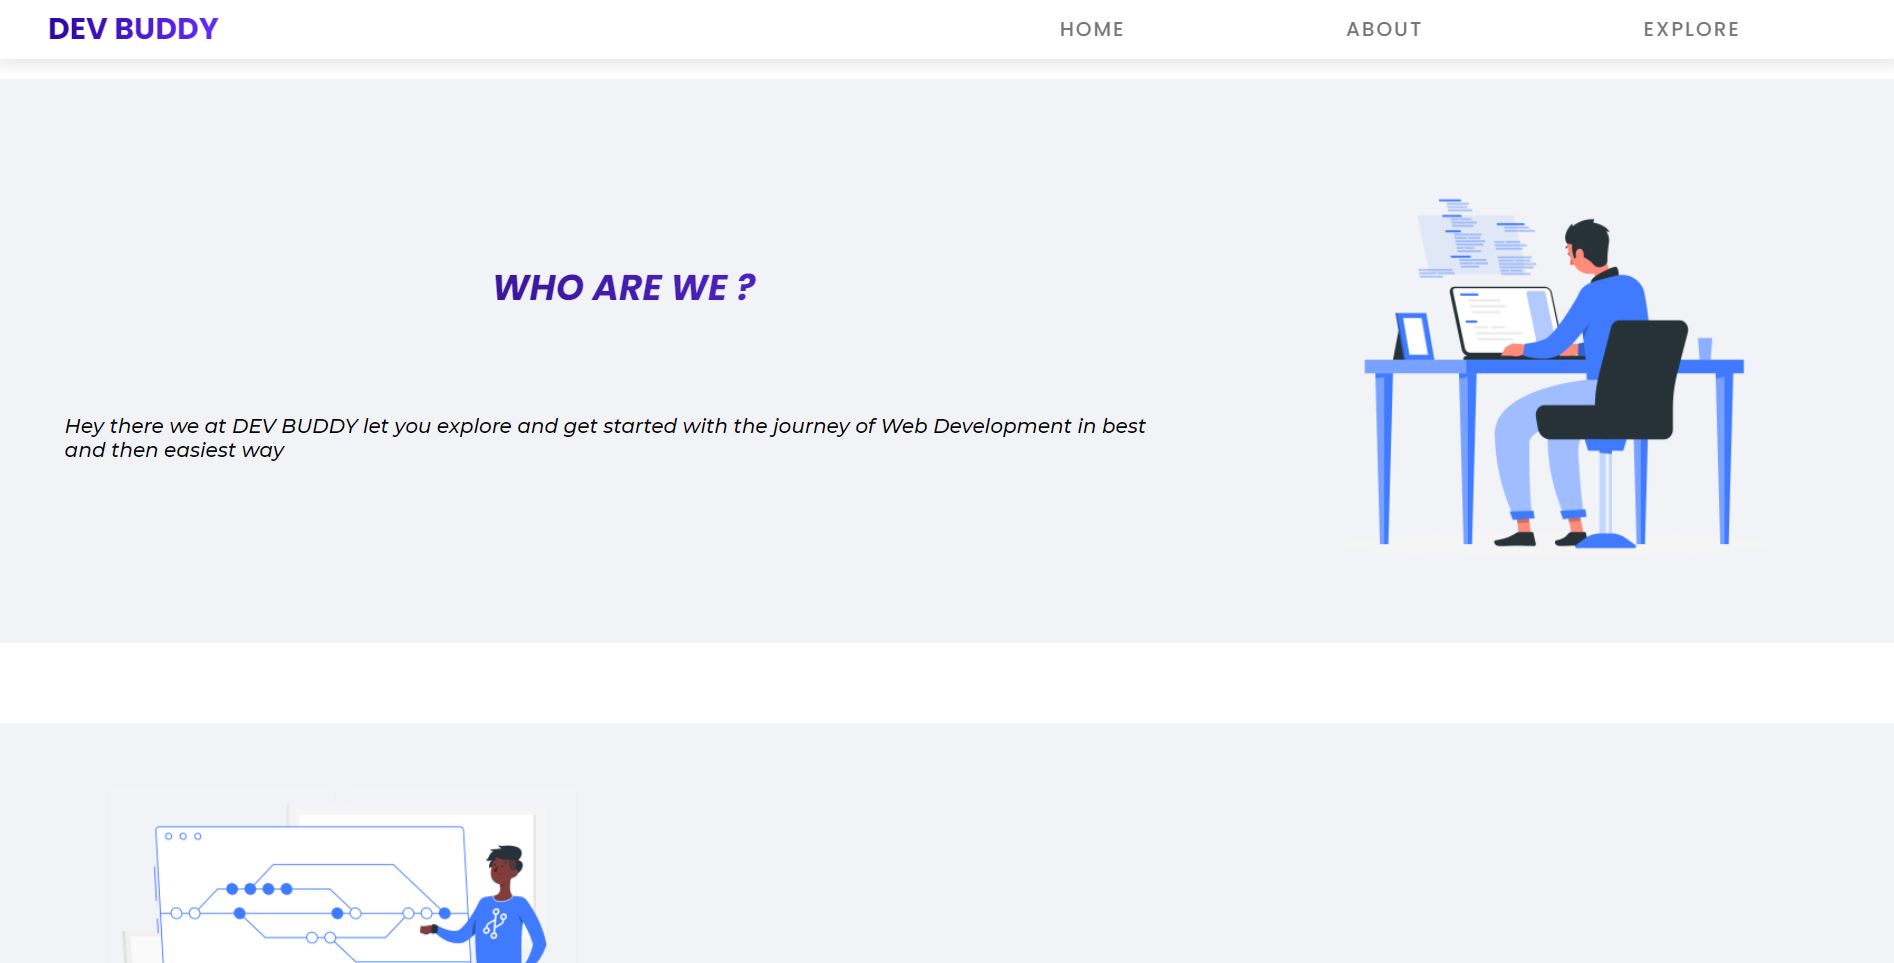 DEV BUDDY
HOME
ABOUT
EXPLORE
WHO ARE WE ?
Hey there we at DEV BUDDY let you explore and get started with the journey of Web Development in best
and then easiest way